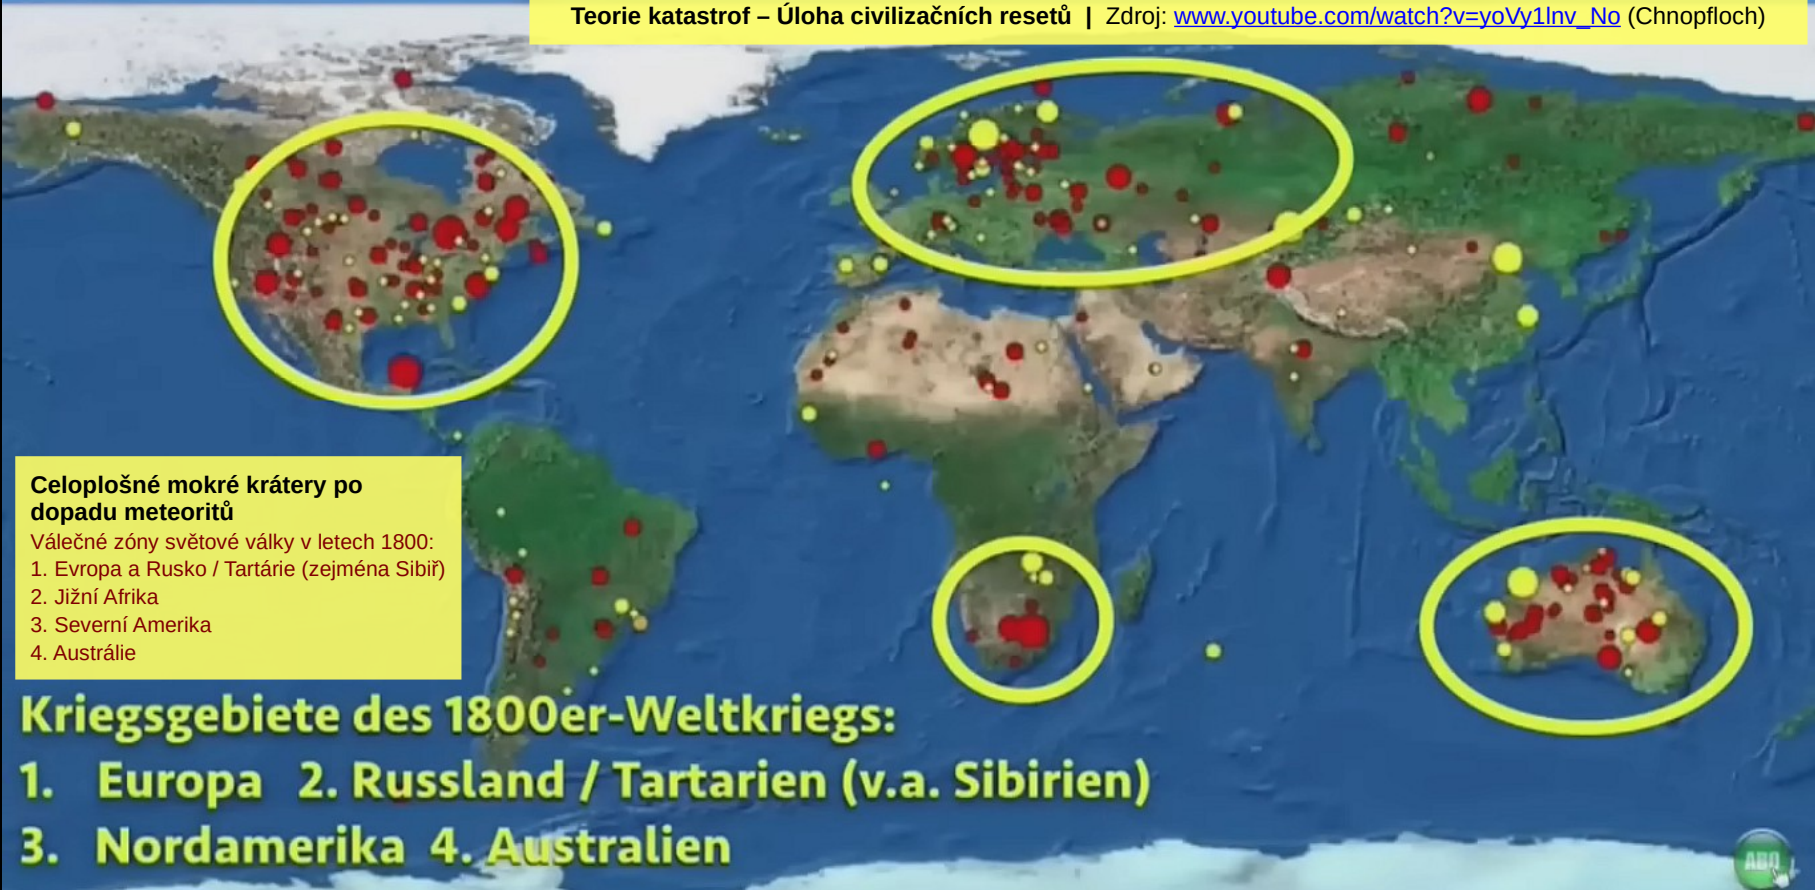 Teorie katastrof – Úloha civilizačních resetů | Zdroj: www.youtube.com/watch?v=yoVy1lnv_No (Chnopfloch)
Celoplošné mokré krátery po
dopadu meteoritů
Válečné zóny světové války v letech 1800:
1. Evropa a Rusko / Tartárie (zejména Sibiř)
2. Jižní Afrika
3. Severní Amerika
4. Austrálie
Kriegsgebiete des 1800er-Weltkriegs:
1. Europa 2. Russland / Tartarien (v.a. Sibirien)
3. Nordamerika 4. Australien
ABO